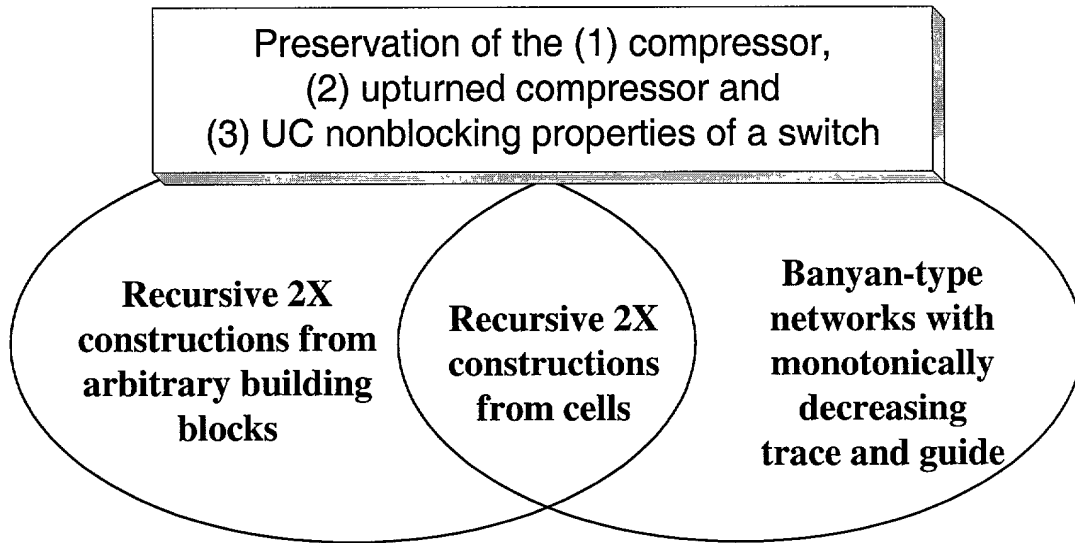 Preservation of the (1) compressor,
(2) upturned compressor and
(3) UC nonblocking properties of a switch
Recursive 2X
constructions from
arbitrary building
blocks
Recursive 2X
constructions
from cells
Banyan-type
networks with
monotonically
decreasing
trace and guide